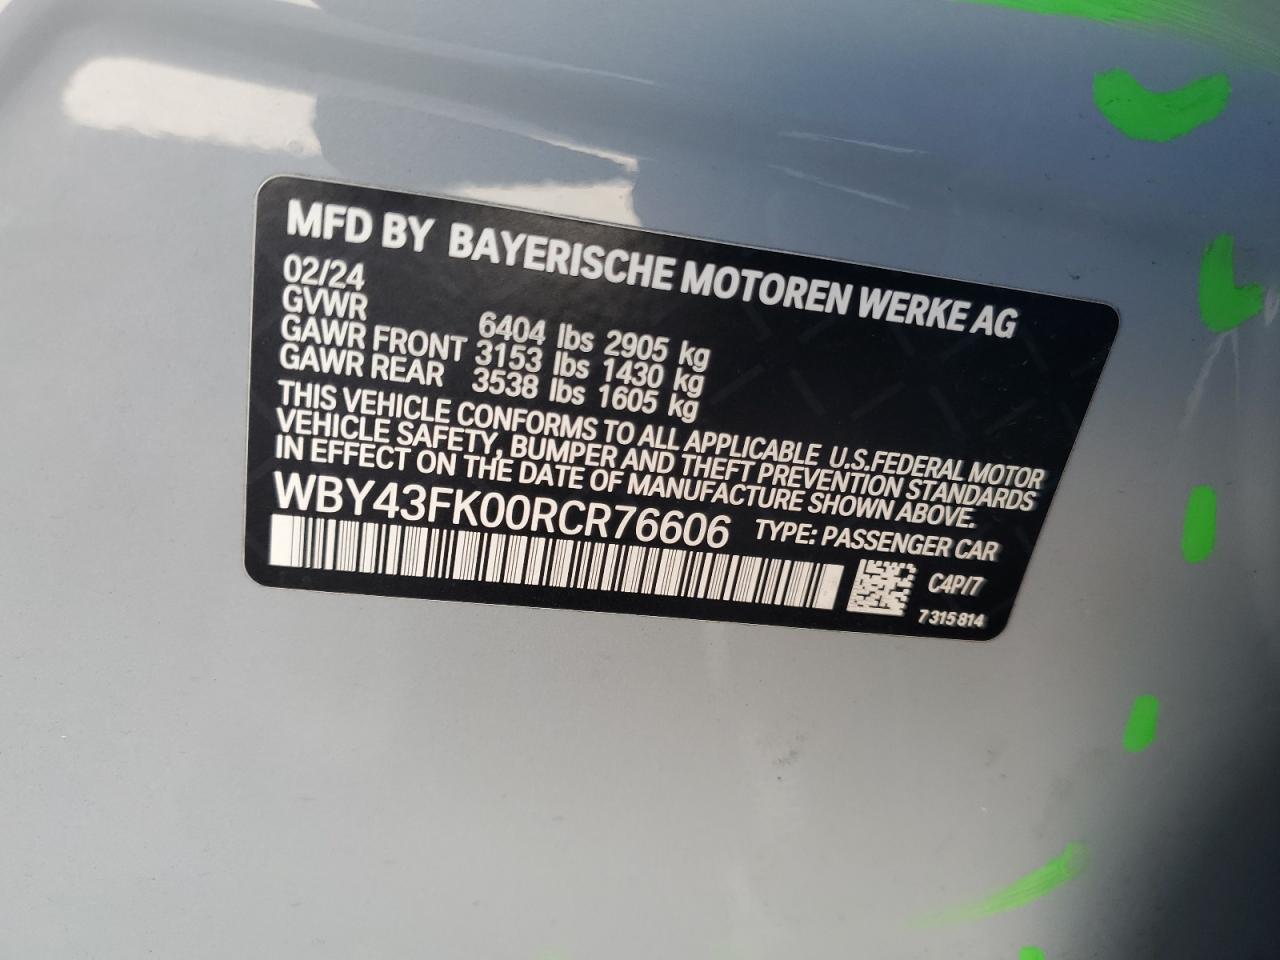 MFD BY BAYERISCHE MOTOREN WERKE AG
02/24
GVWR 6404 lbs 2905 kg
GAWR FRONT 3153 lbs 1430 kg
GAWR REAR 3538 lbs 1605 kg
THIS VEHICLE CONFORMS TO ALL APPLICABLE U.S.FEDERAL MOTOR
VEHICLE SAFETY, BUMPER AND THEFT PREVENTION STANDARDS
IN EFFECT ON THE DATE OF MANUFACTURE SHOWN ABOVE.
WBY43FK00RCR76606 TYPE: PASSENGER CAR
C4P/7
7 315 814